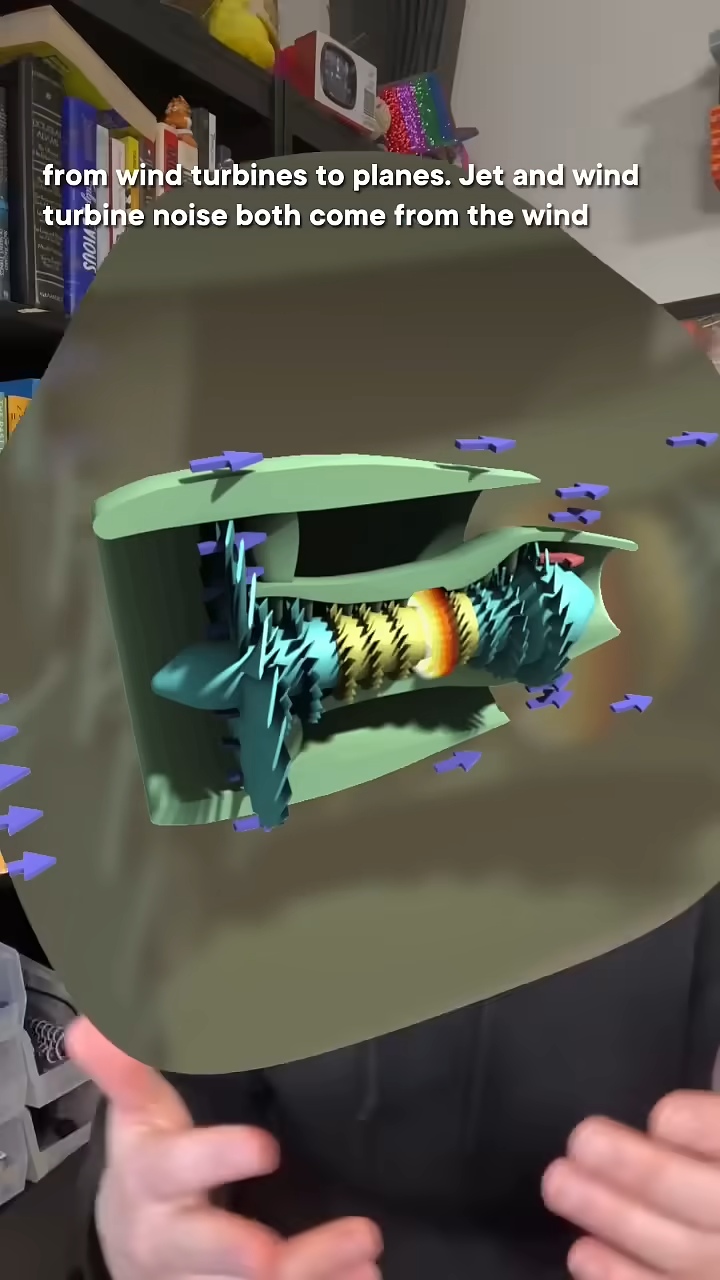 from wind turbines to planes. Jet and wind
turbine noise both come from the wind